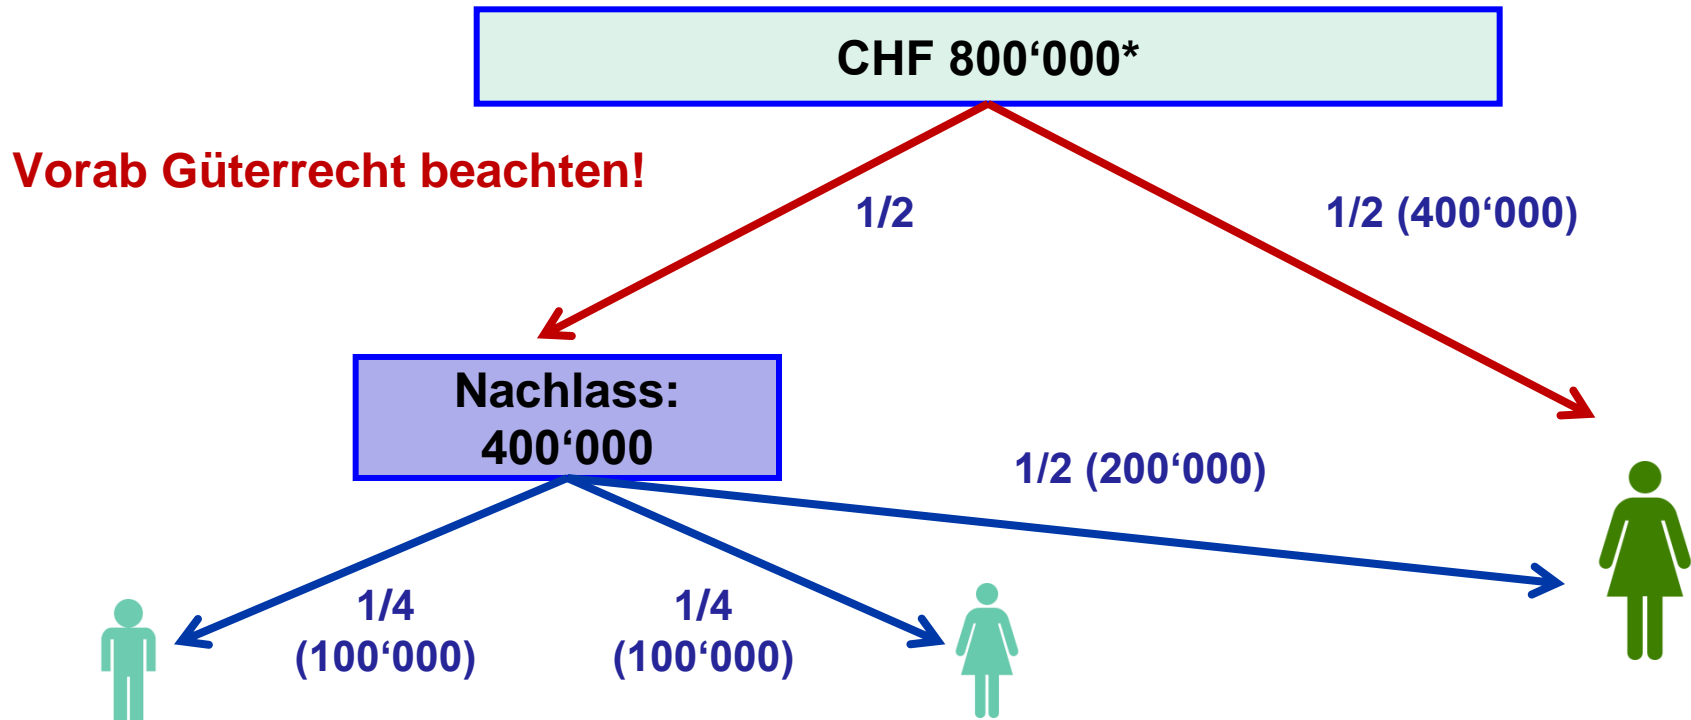 CHF 800‘000*
Vorab Güterrecht beachten!
1/2
1/2 (400‘000)
Nachlass:
400‘000
1/2 (200‘000)
1/4
(100‘000)
1/4
(100‘000)